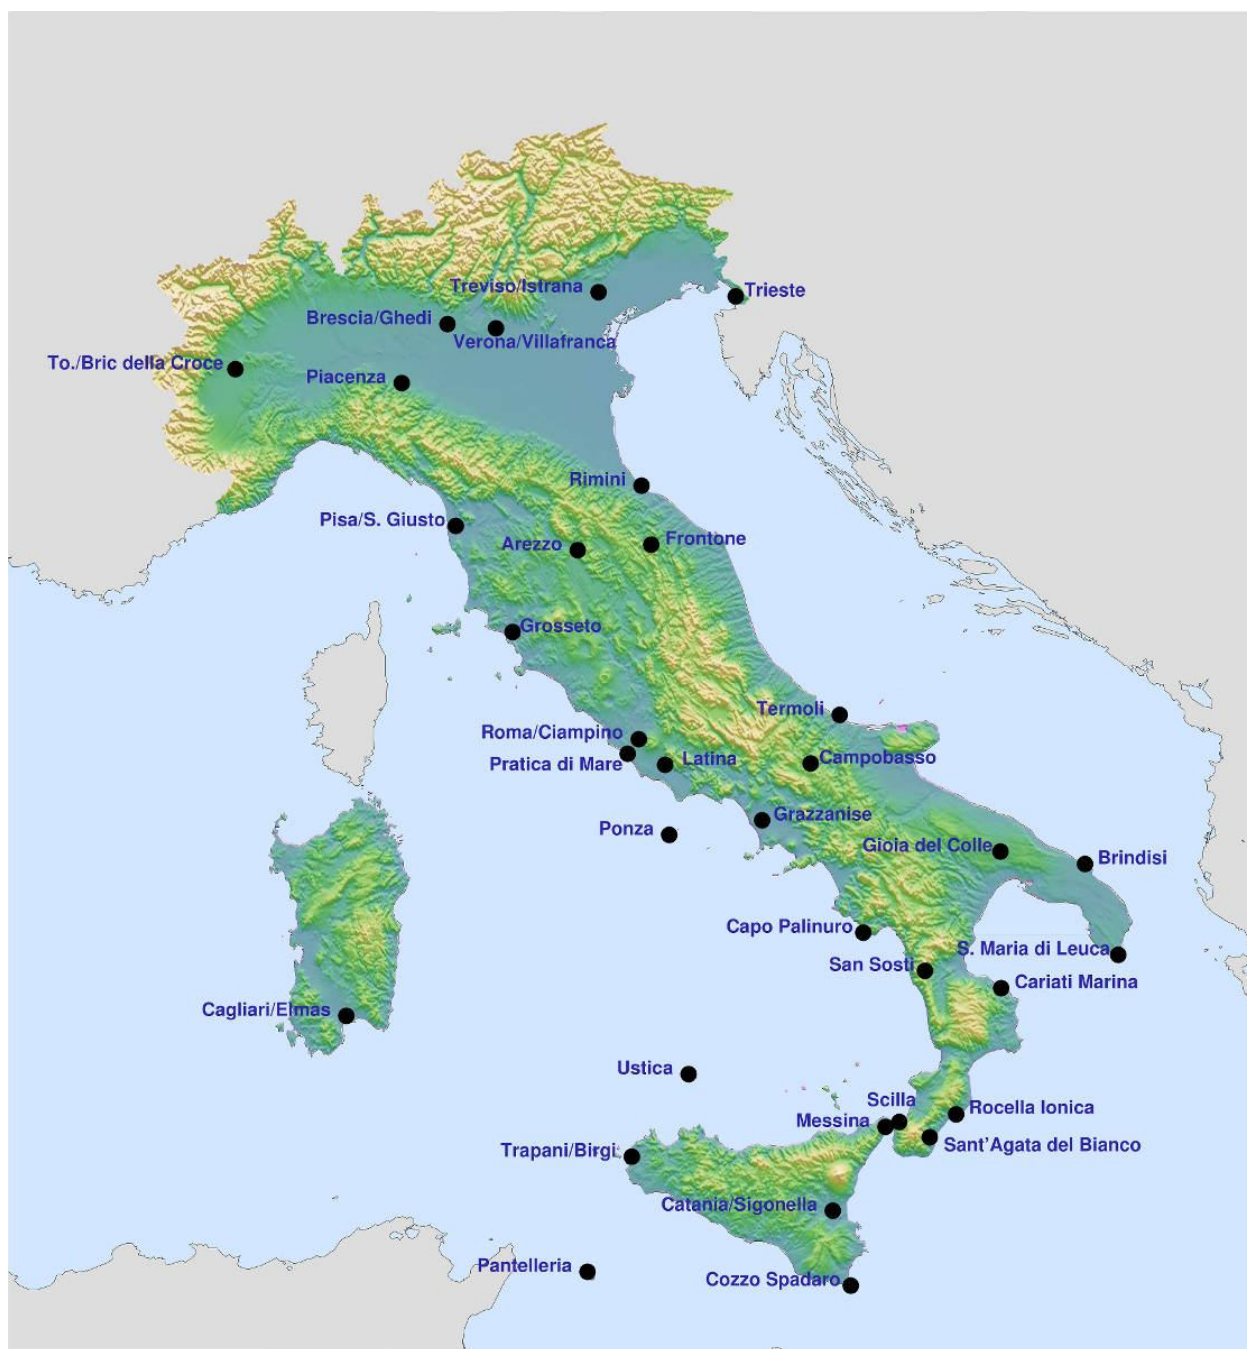 Treviso/Istrana
Trieste
Brescia/Ghedi
Verona/Villafranca
To./Bric della Croce
Piacenza
Rimini
Pisa/S. Giusto
Arezzo
Frontone
Grosseto
Termoli
Roma/Ciampino
Pratica di Mare
Latina
Campobasso
Grazzanise
Ponza
Gioia del Colle
Brindisi
Capo Palinuro
S. Maria di Leuca
San Sosti
Cariati Marina
Cagliari/Elmas
Ustica
Scilla
Messina
Rocella Ionica
Sant'Agata del Bianco
Trapani/Birgi
Catania/Sigonella
Pantelleria
Cozzo Spadaro